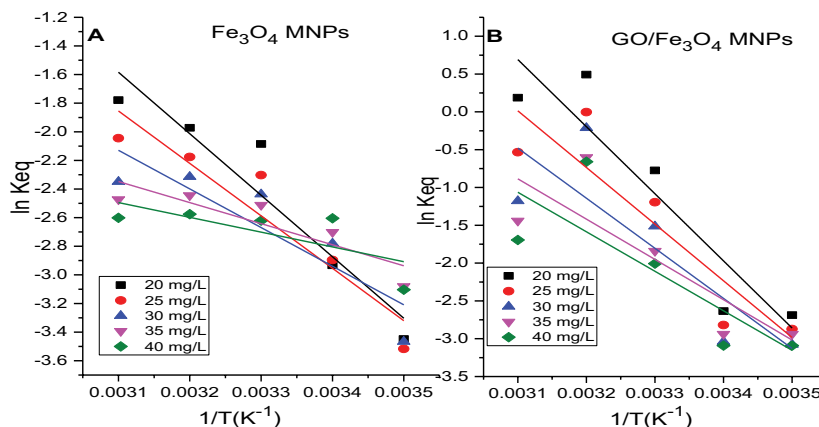 A
Fe₃O₄ MNPs
ln Keq
-1.2
-1.4
-1.6
-1.8
-2.0
-2.2
-2.4
-2.6
-2.8
-3.0
-3.2
-3.4
-3.6
20 mg/L
25 mg/L
30 mg/L
35 mg/L
40 mg/L
0.0031 0.0032 0.0033 0.0034 0.0035
1/T(K⁻¹)
B
GO/Fe₃O₄ MNPs
ln Keq
1.0
0.5
0.0
-0.5
-1.0
-1.5
-2.0
-2.5
-3.0
-3.5
20 mg/L
25 mg/L
30 mg/L
35 mg/L
40 mg/L
0.0031 0.0032 0.0033 0.0034 0.0035
1/T(K⁻¹)